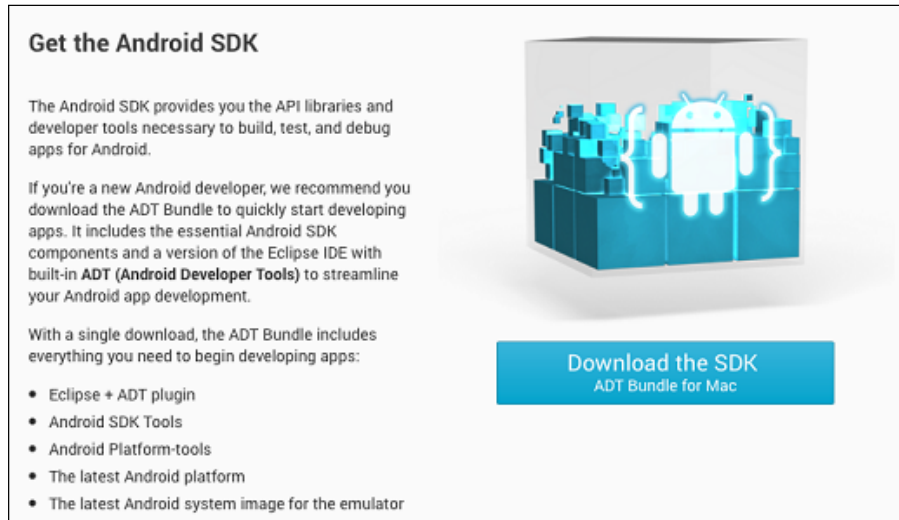 Get the Android SDK
The Android SDK provides you the API libraries and
developer tools necessary to build, test, and debug
apps for Android.
If you're a new Android developer, we recommend you
download the ADT Bundle to quickly start developing
apps. It includes the essential Android SDK
components and a version of the Eclipse IDE with
built-in ADT (Android Developer Tools) to streamline
your Android app development.
With a single download, the ADT Bundle includes
everything you need to begin developing apps:
• Eclipse + ADT plugin
• Android SDK Tools
• Android Platform-tools
• The latest Android platform
• The latest Android system image for the emulator
Download the SDK
ADT Bundle for Mac